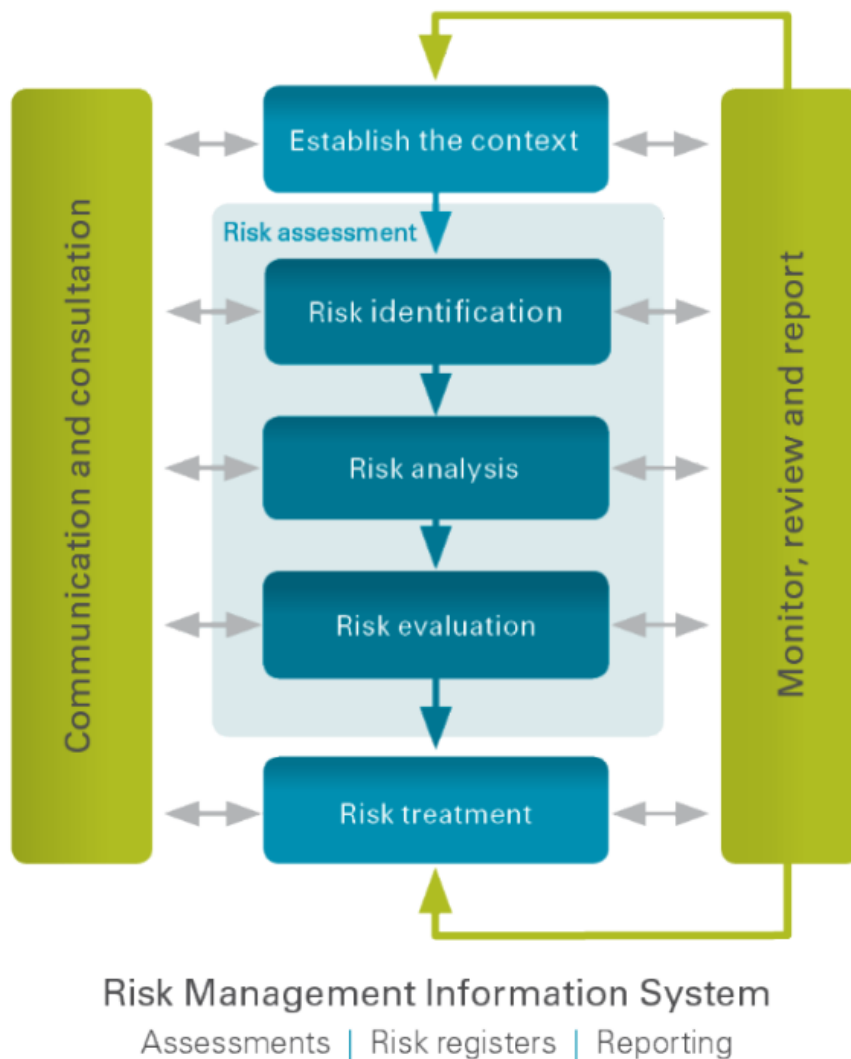 Establish the context
Communication and consultation
Risk assessment
Risk identification
Risk analysis
Risk evaluation
Risk treatment
Monitor, review and report
Risk Management Information System
Assessments | Risk registers | Reporting